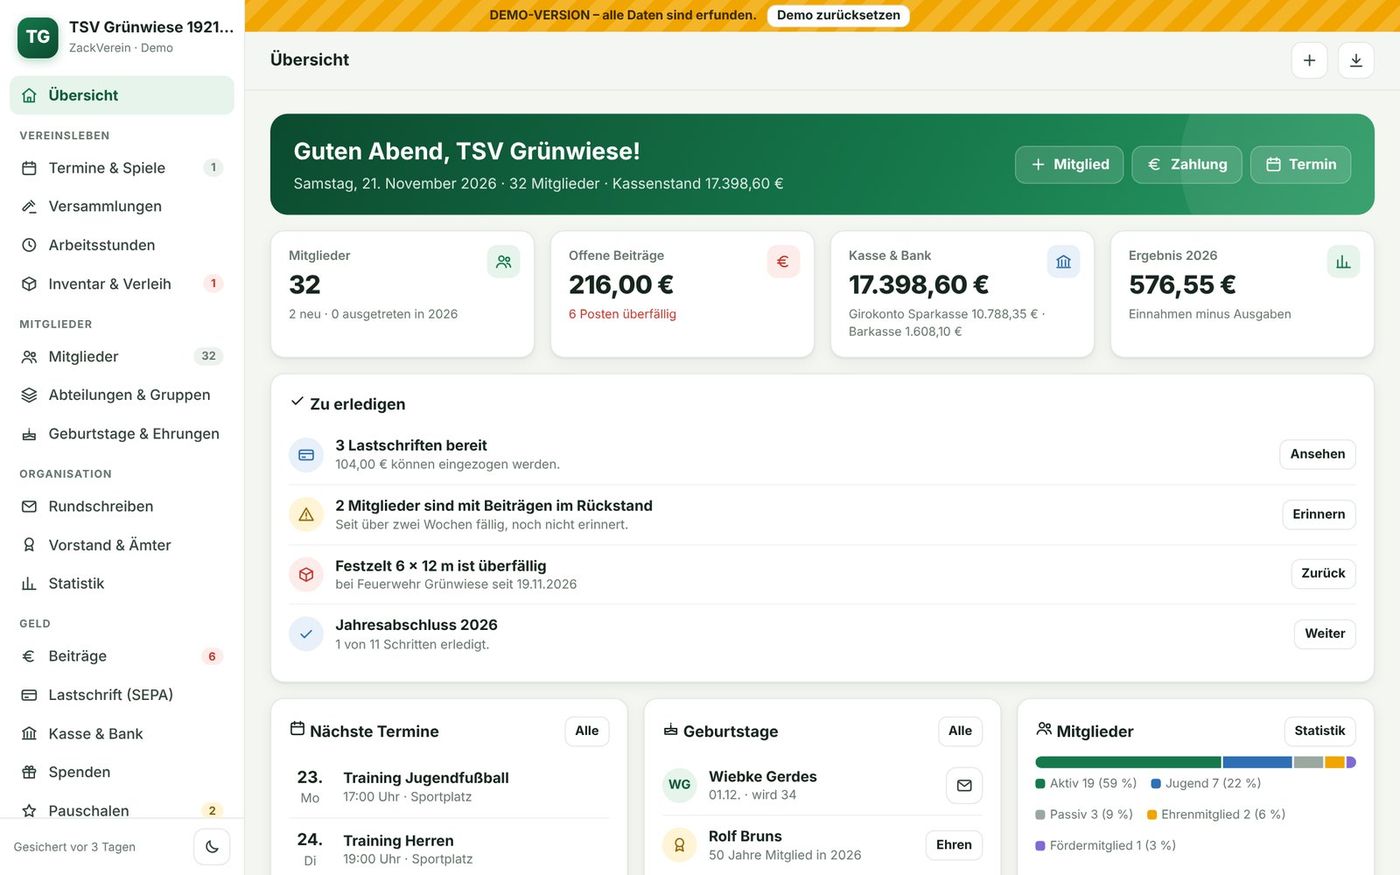 TG
TSV Grünwiese 1921...
ZackVerein · Demo
Übersicht
VEREINSLEBEN
Termine & Spiele 1
Versammlungen
Arbeitsstunden
Inventar & Verleih 1
MITGLIEDER
Mitglieder 32
Abteilungen & Gruppen
Geburtstage & Ehrungen
ORGANISATION
Rundschreiben
Vorstand & Ämter
Statistik
GELD
Beiträge 6
Lastschrift (SEPA)
Kasse & Bank
Spenden
Pauschalen 2
Gesichert vor 3 Tagen
DEMO-VERSION – alle Daten sind erfunden. Demo zurücksetzen
Übersicht
Guten Abend, TSV Grünwiese!
Samstag, 21. November 2026 · 32 Mitglieder · Kassenstand 17.398,60 €
Mitglied
€ Zahlung
Termin
Mitglieder
32
2 neu · 0 ausgetreten in 2026
Offene Beiträge
€
216,00 €
6 Posten überfällig
Kasse & Bank
17.398,60 €
Girokonto Sparkasse 10.788,35 € ·
Barkasse 1.608,10 €
Ergebnis 2026
576,55 €
Einnahmen minus Ausgaben
Zu erledigen
3 Lastschriften bereit
104,00 € können eingezogen werden.
Ansehen
2 Mitglieder sind mit Beiträgen im Rückstand
Seit über zwei Wochen fällig, noch nicht erinnert.
Erinnern
Festzelt 6 × 12 m ist überfällig
bei Feuerwehr Grünwiese seit 19.11.2026
Zurück
Jahresabschluss 2026
1 von 11 Schritten erledigt.
Weiter
Nächste Termine Alle
23. Mo
Training Jugendfußball
17:00 Uhr · Sportplatz
24. Di
Training Herren
19:00 Uhr · Sportplatz
Geburtstage Alle
WG
Wiebke Gerdes
01.12. · wird 34
Rolf Bruns
50 Jahre Mitglied in 2026
Ehren
Mitglieder Statistik
Aktiv 19 (59 %) Jugend 7 (22 %)
Passiv 3 (9 %) Ehrenmitglied 2 (6 %)
Fördermitglied 1 (3 %)